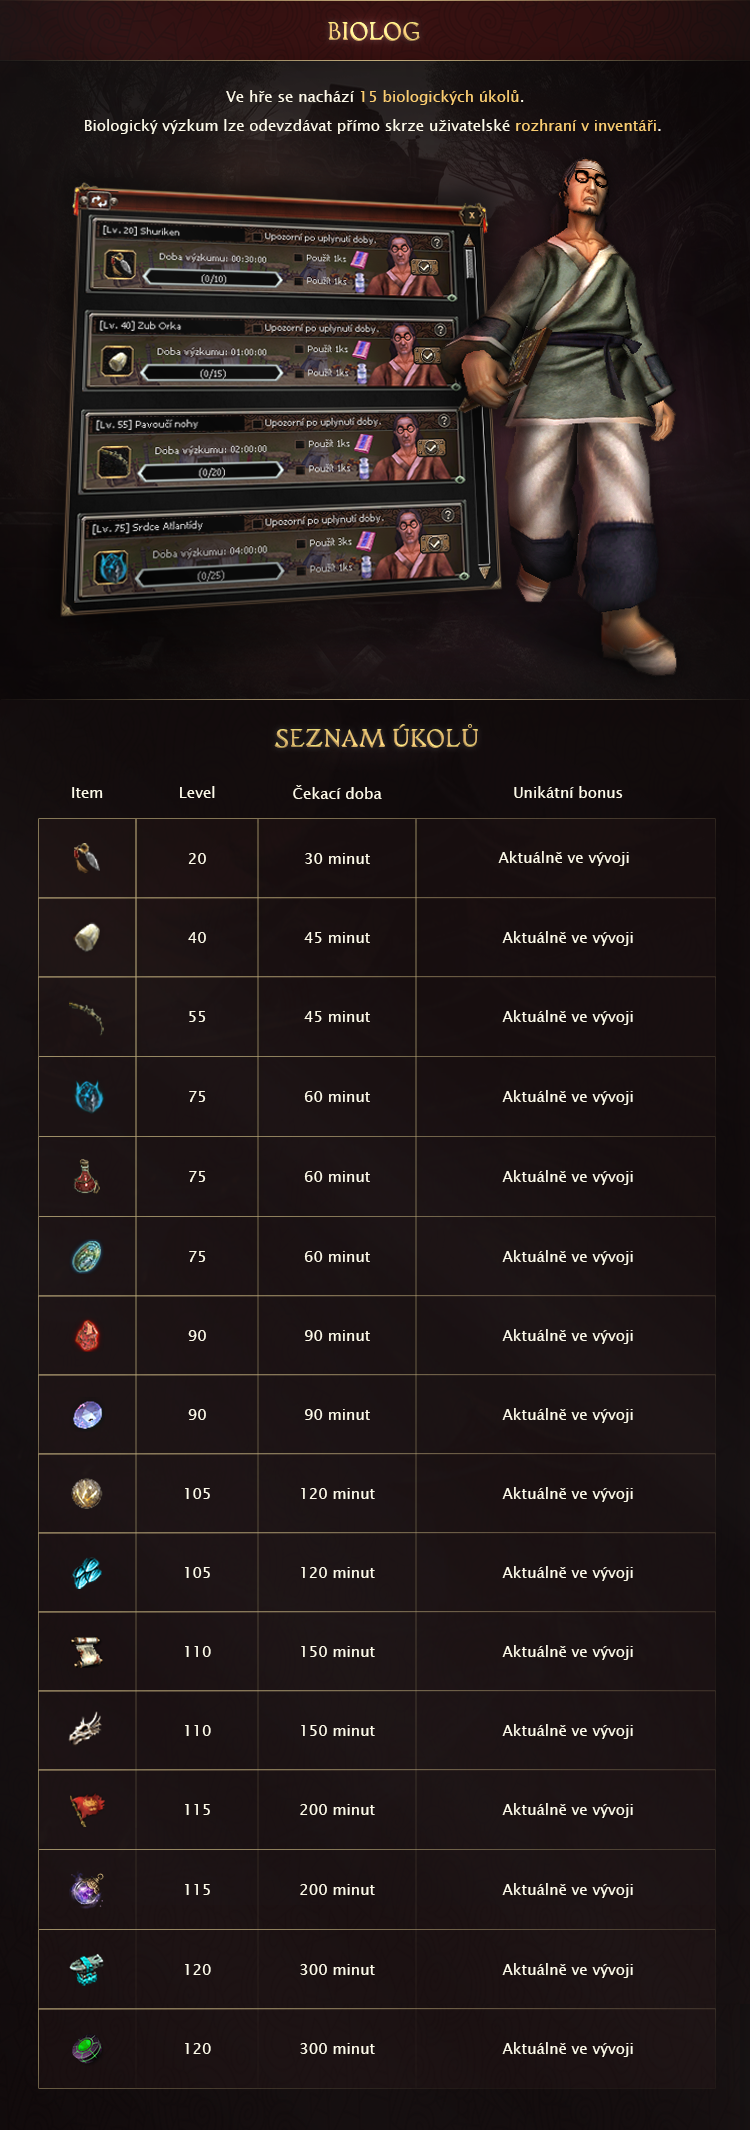 BIOLOG
Ve hře se nachází 15 biologických úkolů.
Biologický výzkum lze odevzdávat přímo skrze uživatelské rozhraní v inventáři.
x
[Lv. 20] Shuriken
Upozorní po uplynutí doby.
?
Doba výzkumu: 00:30:00
Použít 1ks
(0/10)
Použít 1ks
[Lv. 40] Zub Orka
Upozorní po uplynutí doby.
?
Doba výzkumu: 01:00:00
Použít 1ks
(0/15)
Použít 1ks
[Lv. 55] Pavoučí nohy
Upozorní po uplynutí doby.
?
Doba výzkumu: 02:00:00
Použít 1ks
(0/20)
Použít 1ks
[Lv. 75] Srdce Atlantidy
Upozorní po uplynutí doby.
?
Doba výzkumu: 04:00:00
Použít 3ks
(0/25)
Použít 1ks
SEZNAM ÚKOLŮ
Item Level Čekací doba Unikátní bonus
20 30 minut Aktuálně ve vývoji
40 45 minut Aktuálně ve vývoji
55 45 minut Aktuálně ve vývoji
75 60 minut Aktuálně ve vývoji
75 60 minut Aktuálně ve vývoji
75 60 minut Aktuálně ve vývoji
90 90 minut Aktuálně ve vývoji
90 90 minut Aktuálně ve vývoji
105 120 minut Aktuálně ve vývoji
105 120 minut Aktuálně ve vývoji
110 150 minut Aktuálně ve vývoji
110 150 minut Aktuálně ve vývoji
115 200 minut Aktuálně ve vývoji
115 200 minut Aktuálně ve vývoji
120 300 minut Aktuálně ve vývoji
120 300 minut Aktuálně ve vývoji